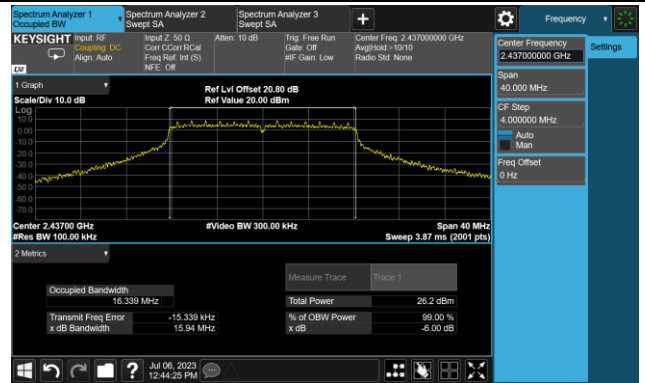 Spectrum Analyzer 1
Occupied BW
Spectrum Analyzer 2
Swept SA
Spectrum Analyzer 3
Swept SA
Frequency
KEYSIGHT
Input: RF
Coupling: DC
Align: Auto
Input Z: 50 Ω
Corr CCorr RCal
Freq Ref: Int (S)
NFE: Off
Atten: 10 dB
Trig: Free Run
Gate: Off
#IF Gain: Low
Center Freq: 2.437000000 GHz
Avg|Hold:>10/10
Radio Std: None
LXI
Center Frequency
2.437000000 GHz
Settings
Span
40.000 MHz
CF Step
4.000000 MHz
Auto
Man
Freq Offset
0 Hz
1 Graph
Scale/Div 10.0 dB
Ref Lvl Offset 20.80 dB
Ref Value 20.00 dBm
Log
10.0
0.00
-10.0
-20.0
-30.0
-40.0
-50.0
-60.0
-70.0
Center 2.43700 GHz
#Video BW 300.00 kHz
Span 40 MHz
#Res BW 100.00 kHz
Sweep 3.87 ms (2001 pts)
2 Metrics
Measure Trace
Trace 1
Occupied Bandwidth
16.339 MHz
Total Power
26.2 dBm
Transmit Freq Error
-15.339 kHz
% of OBW Power
99.00 %
x dB Bandwidth
15.94 MHz
x dB
-6.00 dB
Jul 06, 2023
12:44:25 PM